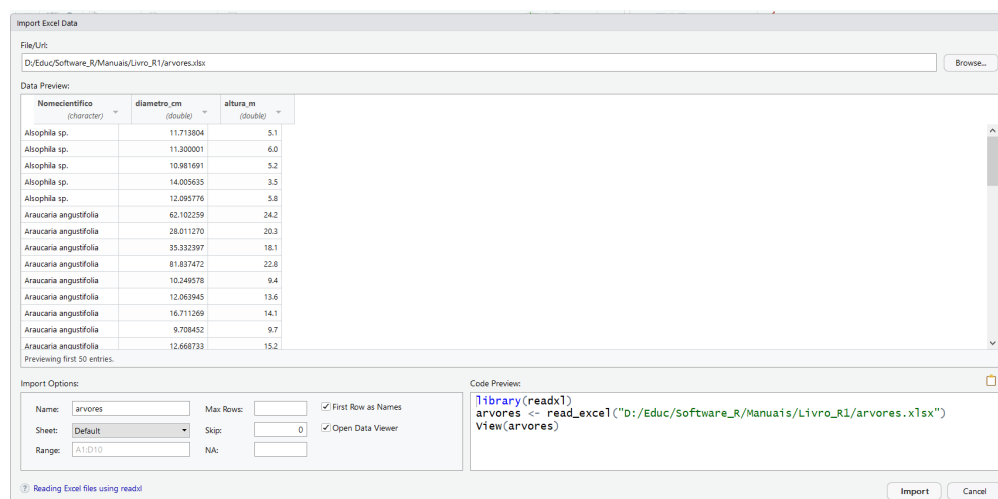 Import Excel Data
File/Url:
D:/Educ/Software_R/Manuais/Livro_R1/arvores.xlsx
Browse...
Data Preview:
Nomecientifico diametro_cm altura_m
(character) (double) (double)
Alsophila sp. 11.713804 5.1
Alsophila sp. 11.300001 6.0
Alsophila sp. 10.981691 5.2
Alsophila sp. 14.005635 3.5
Alsophila sp. 12.095776 5.8
Araucaria angustifolia 62.102259 24.2
Araucaria angustifolia 28.011270 20.3
Araucaria angustifolia 35.332397 18.1
Araucaria angustifolia 81.837472 22.8
Araucaria angustifolia 10.249578 9.4
Araucaria angustifolia 12.063945 13.6
Araucaria angustifolia 16.711269 14.1
Araucaria angustifolia 9.708452 9.7
Araucaria angustifolia 12.668733 15.2
Previewing first 50 entries.
Import Options:
Name: arvores Max Rows: First Row as Names
Sheet: Default Skip: 0 Open Data Viewer
Range: A1:D10 NA:
Code Preview:
library(readxl)
arvores <- read_excel("D:/Educ/Software_R/Manuais/Livro_R1/arvores.xlsx")
View(arvores)
? Reading Excel files using readxl
Import Cancel